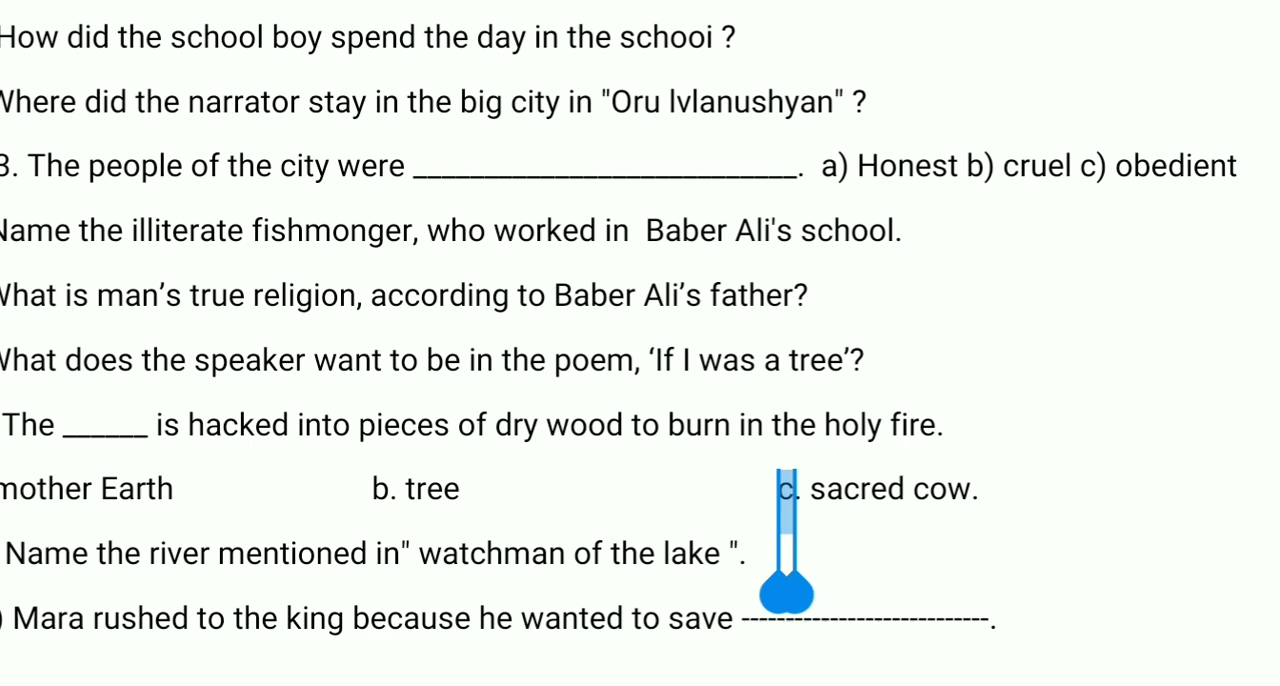 How did the school boy spend the day in the schooi ?
Where did the narrator stay in the big city in "Oru lvlanushyan" ?
3. The people of the city were ___________________________. a) Honest b) cruel c) obedient
Name the illiterate fishmonger, who worked in Baber Ali's school.
What is man’s true religion, according to Baber Ali’s father?
What does the speaker want to be in the poem, ‘If I was a tree’?
The ______ is hacked into pieces of dry wood to burn in the holy fire.
mother Earth b. tree c. sacred cow.
Name the river mentioned in" watchman of the lake ".
) Mara rushed to the king because he wanted to save ----------------------------.